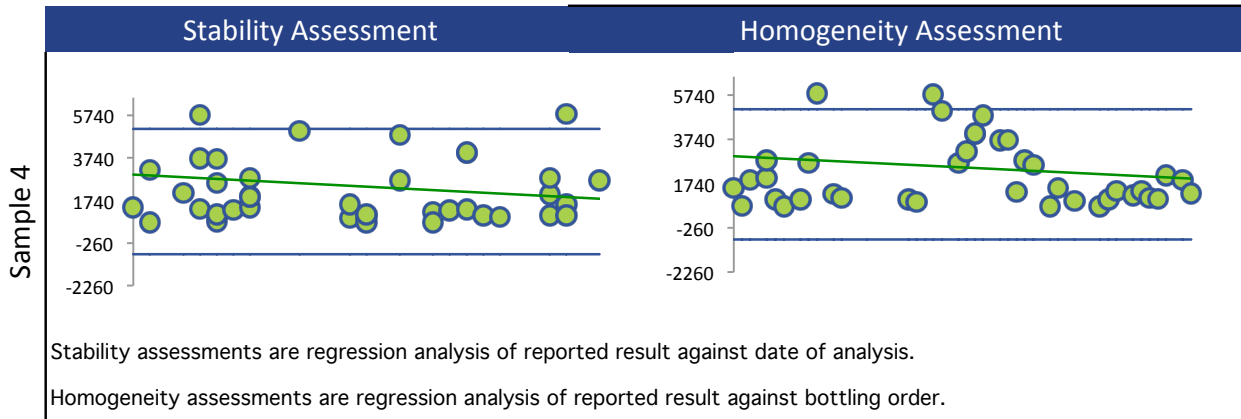 Stability Assessment
Homogeneity Assessment
Sample 4
5740
3740
1740
-260
-2260
5740
3740
1740
-260
-2260
Stability assessments are regression analysis of reported result against date of analysis.
Homogeneity assessments are regression analysis of reported result against bottling order.